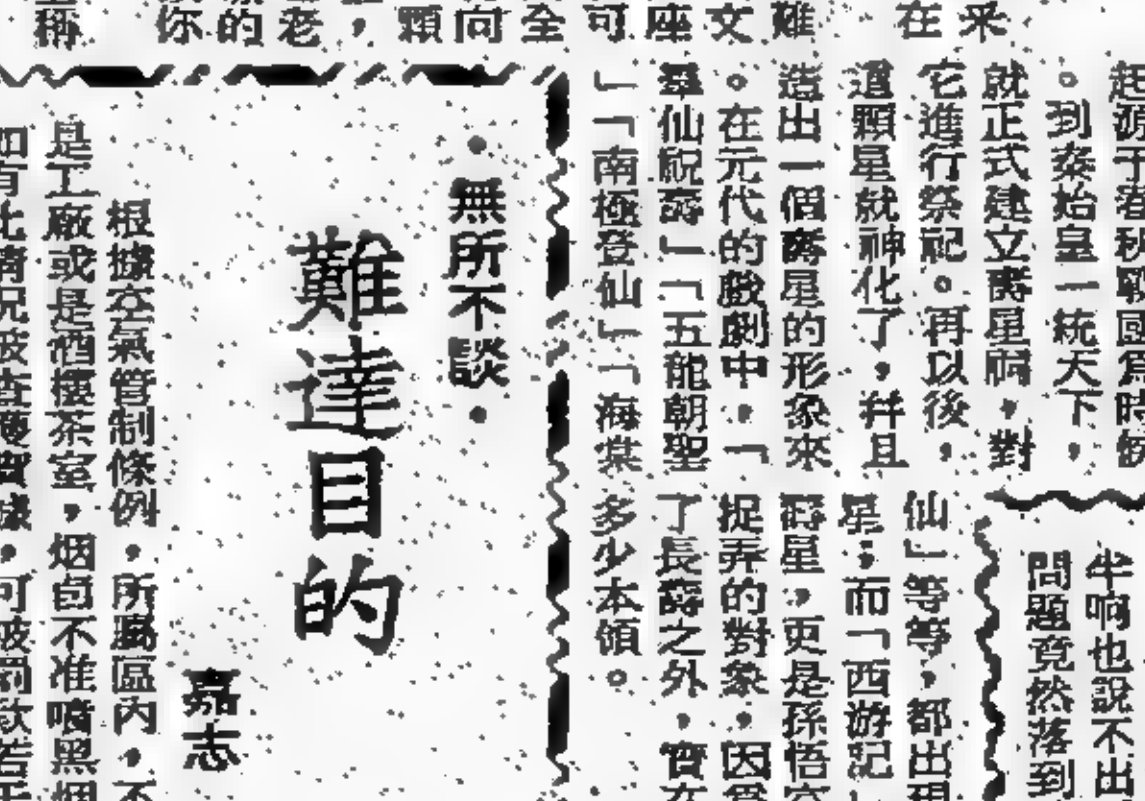 采
在
難
文
座
可
全
向
顆
，
老
的
你
稱
起源于春秋戰國爲時候
。到秦始皇一統天下，
就正式建立壽星祠，對
它進行祭祀。再以後，
這顆星就神化了，幷且
造出一個壽星的形象來
。在元代的戲劇中，「
羣仙祝壽」「五龍朝聖
」「南極登仙」「海棠
仙」等等，都出現
星；而「西游記
壽星，更是孫悟空
捉弄的對象，因爲
了長壽之外，實在
多少本領。
半晌也說不出
問題竟然落到
·無所不談·
難達目的
嘉志
根據空氣管制條例，所屬區內，不
是工廠或是酒樓茶室，烟囱不准噴黑烟
如有此情况被查獲實據，可被罰款若干